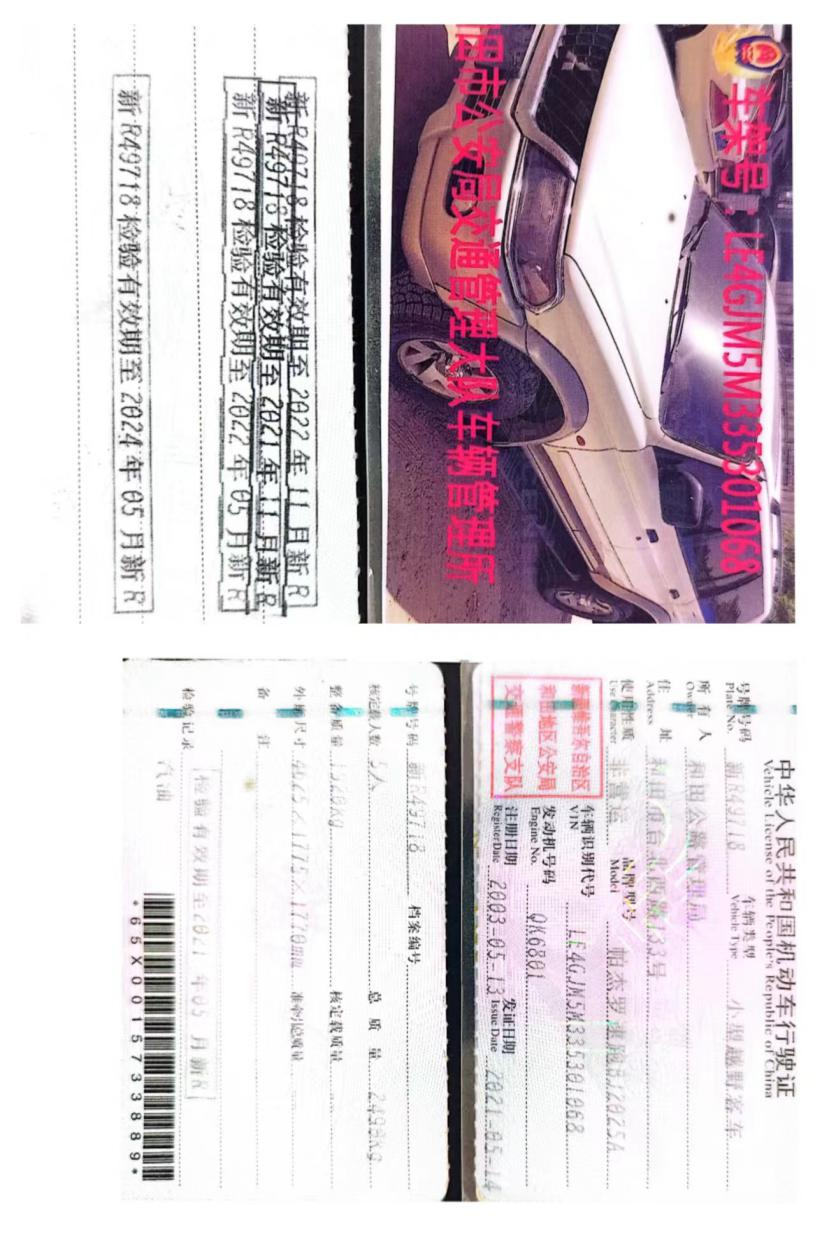 车架号：LE4GJM5M335301068
田市公安局交通管理大队车辆管理所
新R49718检验有效期至2022年11月新R
新R49718检验有效期至2021年11月新R
新R49718检验有效期至2022年05月新R
新R49718检验有效期至2024年05月新R
中华人民共和国机动车行驶证
Vehicle License of the People's Republic of China
号牌号码 新R49718 车辆类型 小型越野客车
Plate No. Vehicle Type
所有人 和田公路管理局
Owner
住址 和田市 西路133号
Address
使用性质 非营运 品牌型号 帕杰罗 BJ2025A
Use Character Model
新疆维吾尔自治区
和田地区公安局
交通警察支队
车辆识别代号 LE4GJM5M335301068
VIN
发动机号码 QK6801
Engine No.
注册日期 2003-05-13 发证日期 2021-05-14
Register Date Issue Date
号牌号码 新R49718 档案编号
核定载人数 5人 总质量 2490kg
整备质量 1920kg 核定载质量
外廓尺寸 4625×1775×1770mm 准牵引总质量
备注
检验记录 检验有效期至2021年05月新R
汽油
*65X0015733889*